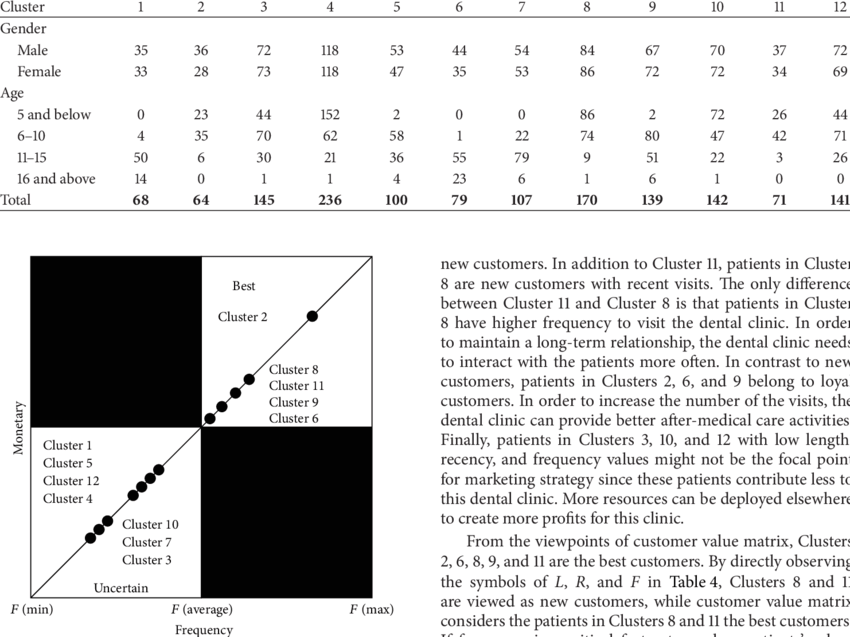 Cluster 1 2 3 4 5 6 7 8 9 10 11 12
Gender
Male 35 36 72 118 53 44 54 84 67 70 37 72
Female 33 28 73 118 47 35 53 86 72 72 34 69
Age
5 and below 0 23 44 152 2 0 0 86 2 72 26 44
6–10 4 35 70 62 58 1 22 74 80 47 42 71
11–15 50 6 30 21 36 55 79 9 51 22 3 26
16 and above 14 0 1 1 4 23 6 1 6 1 0 0
Total 68 64 145 236 100 79 107 170 139 142 71 141
Best
Cluster 2
Cluster 8
Cluster 11
Cluster 9
Cluster 6
Monetary
Cluster 1
Cluster 5
Cluster 12
Cluster 4
Cluster 10
Cluster 7
Cluster 3
Uncertain
F (min) F (average) F (max)
Frequency
new customers. In addition to Cluster 11, patients in Cluster
8 are new customers with recent visits. The only difference
between Cluster 11 and Cluster 8 is that patients in Cluster
8 have higher frequency to visit the dental clinic. In order
to maintain a long-term relationship, the dental clinic needs
to interact with the patients more often. In contrast to new
customers, patients in Clusters 2, 6, and 9 belong to loya
customers. In order to increase the number of the visits, the
dental clinic can provide better after-medical care activities
Finally, patients in Clusters 3, 10, and 12 with low length
recency, and frequency values might not be the focal point
for marketing strategy since these patients contribute less to
this dental clinic. More resources can be deployed elsewhere
to create more profits for this clinic.
From the viewpoints of customer value matrix, Clusters
2, 6, 8, 9, and 11 are the best customers. By directly observing
the symbols of L, R, and F in Table 4, Clusters 8 and 11
are viewed as new customers, while customer value matrix
considers the patients in Clusters 8 and 11 the best customers